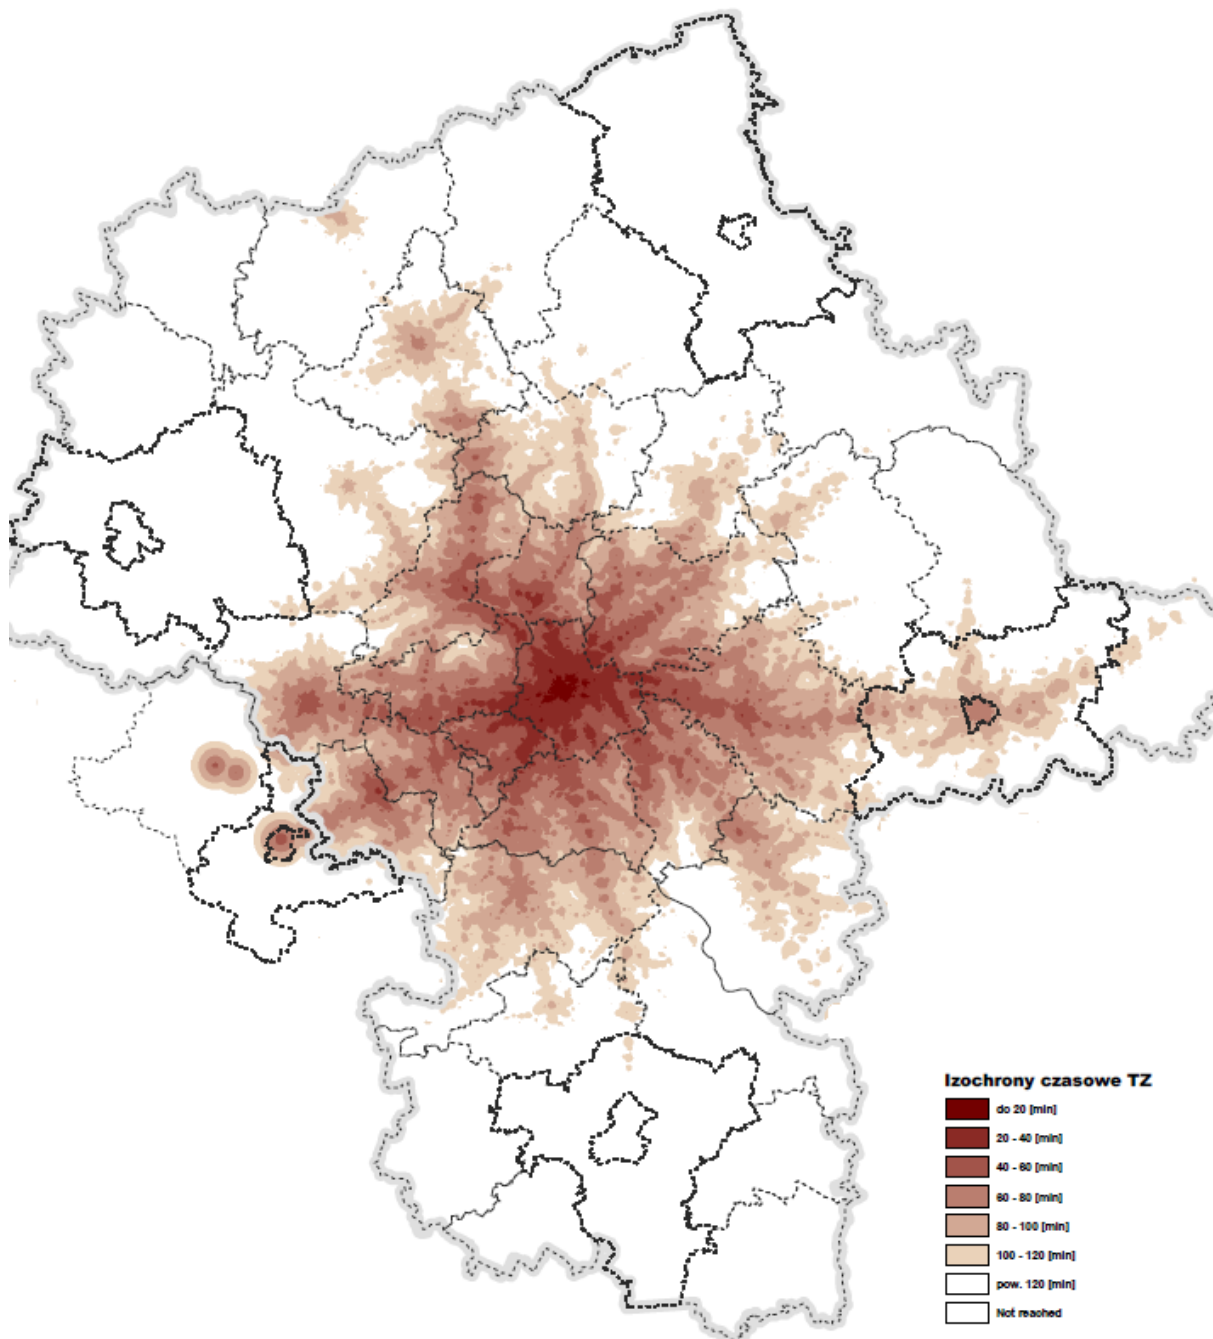 Izochrony czasowe TZ
do 20 [min]
20 - 40 [min]
40 - 60 [min]
60 - 80 [min]
80 - 100 [min]
100 - 120 [min]
pow. 120 [min]
Not reached